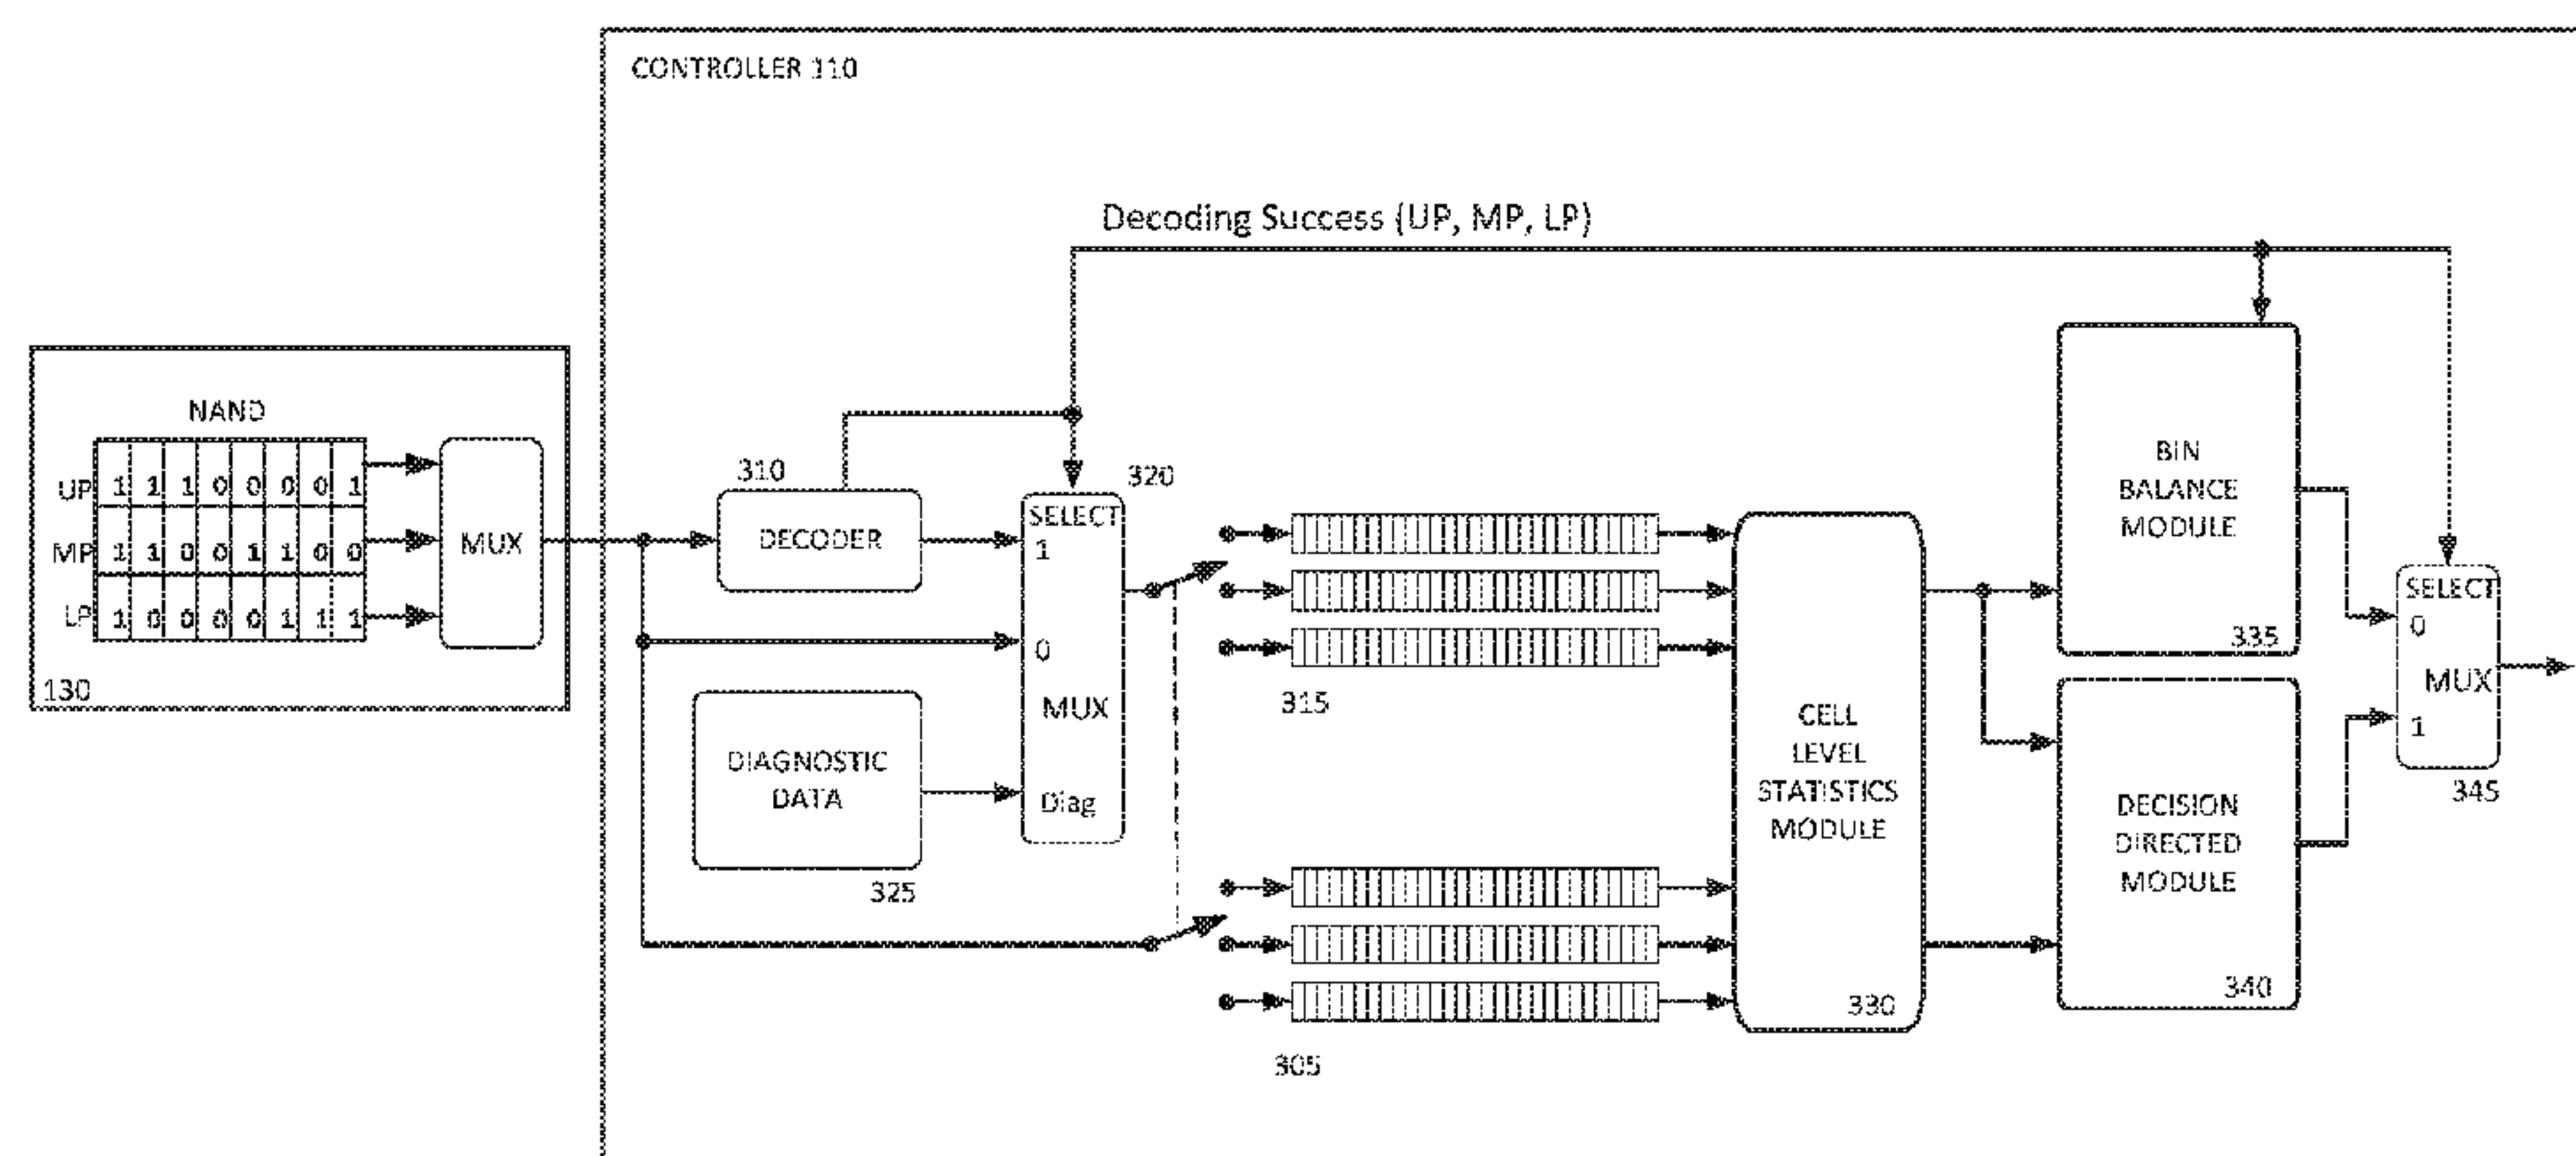 CONTROLLER 110
Decoding Success (UP, MP, LP)
NAND
UP 1 1 1 0 0 0 0 1
MP 1 1 0 0 1 1 0 0
LP 1 0 0 0 0 1 1 1
MUX
130
310
DECODER
320
SELECT
1
0
MUX
Diag
DIAGNOSTIC
DATA
325
315
305
CELL
LEVEL
STATISTICS
MODULE
330
BIN
BALANCE
MODULE
335
DECISION
DIRECTED
MODULE
340
SELECT
0
MUX
1
345